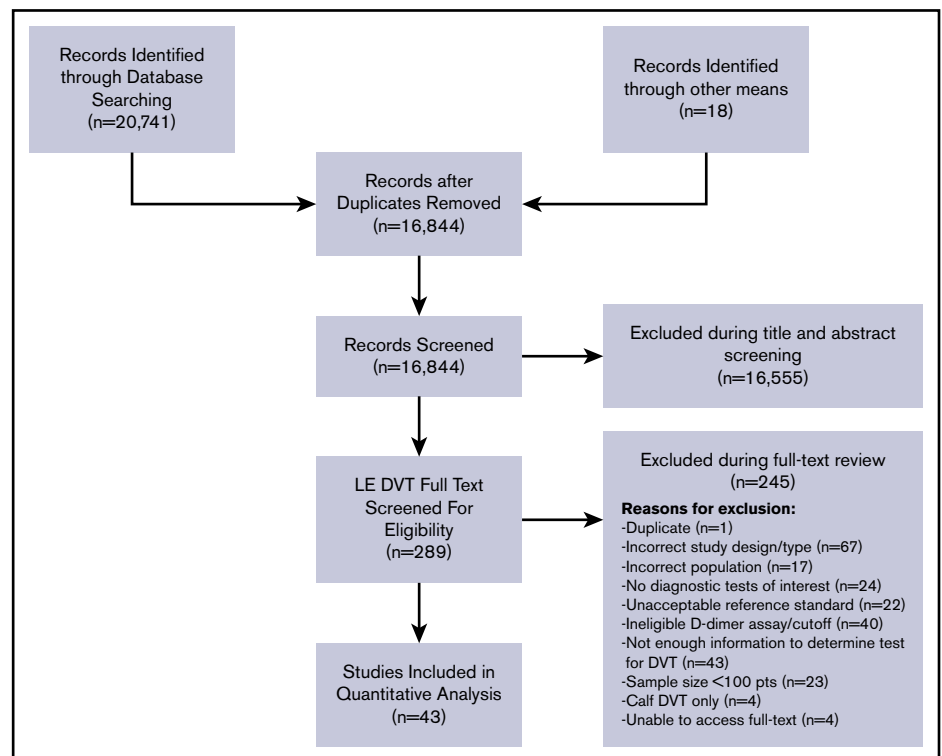 Records Identified
through Database
Searching
(n=20,741)
Records Identified
through other means
(n=18)
Records after
Duplicates Removed
(n=16,844)
Records Screened
(n=16,844)
Excluded during title and abstract
screening
(n=16,555)
LE DVT Full Text
Screened For
Eligibility
(n=289)
Excluded during full-text review
(n=245)
Reasons for exclusion:
-Duplicate (n=1)
-Incorrect study design/type (n=67)
-Incorrect population (n=17)
-No diagnostic tests of interest (n=24)
-Unacceptable reference standard (n=22)
-Ineligible D-dimer assay/cutoff (n=40)
-Not enough information to determine test
for DVT (n=43)
-Sample size <100 pts (n=23)
-Calf DVT only (n=4)
-Unable to access full-text (n=4)
Studies Included in
Quantitative Analysis
(n=43)